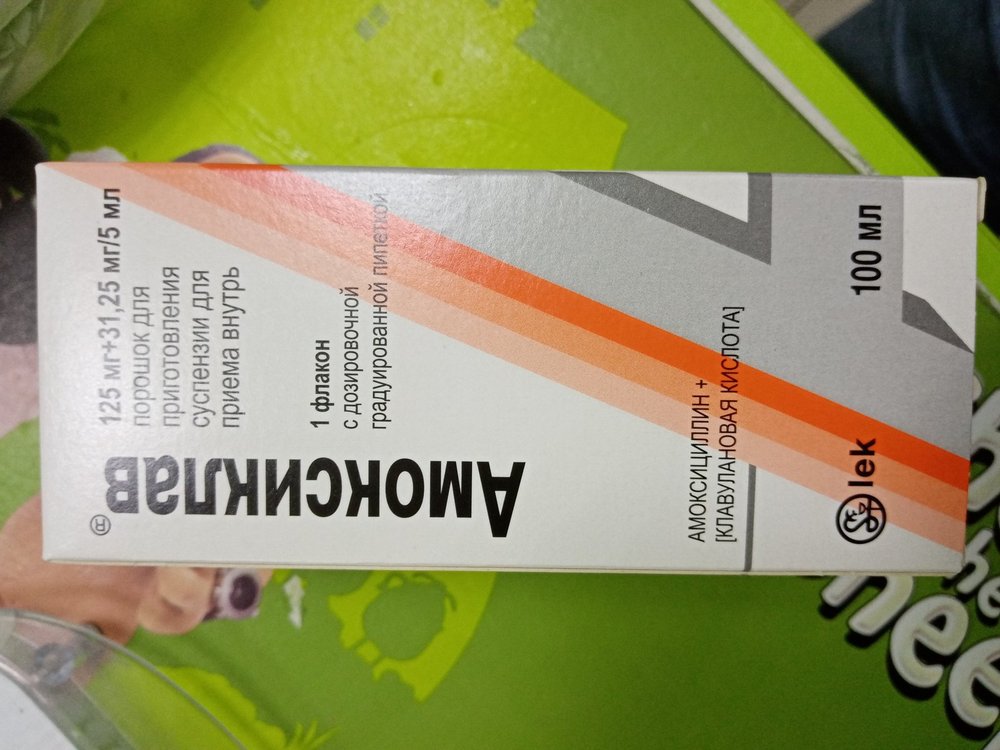 Амоксиклав®
125 мг+31,25 мг/5 мл
порошок для
приготовления
суспензии для
приема внутрь
1 флакон
с дозировочной
градуированной пипеткой
АМОКСИЦИЛЛИН +
[КЛАВУЛАНОВАЯ КИСЛОТА]
lek
100 мл